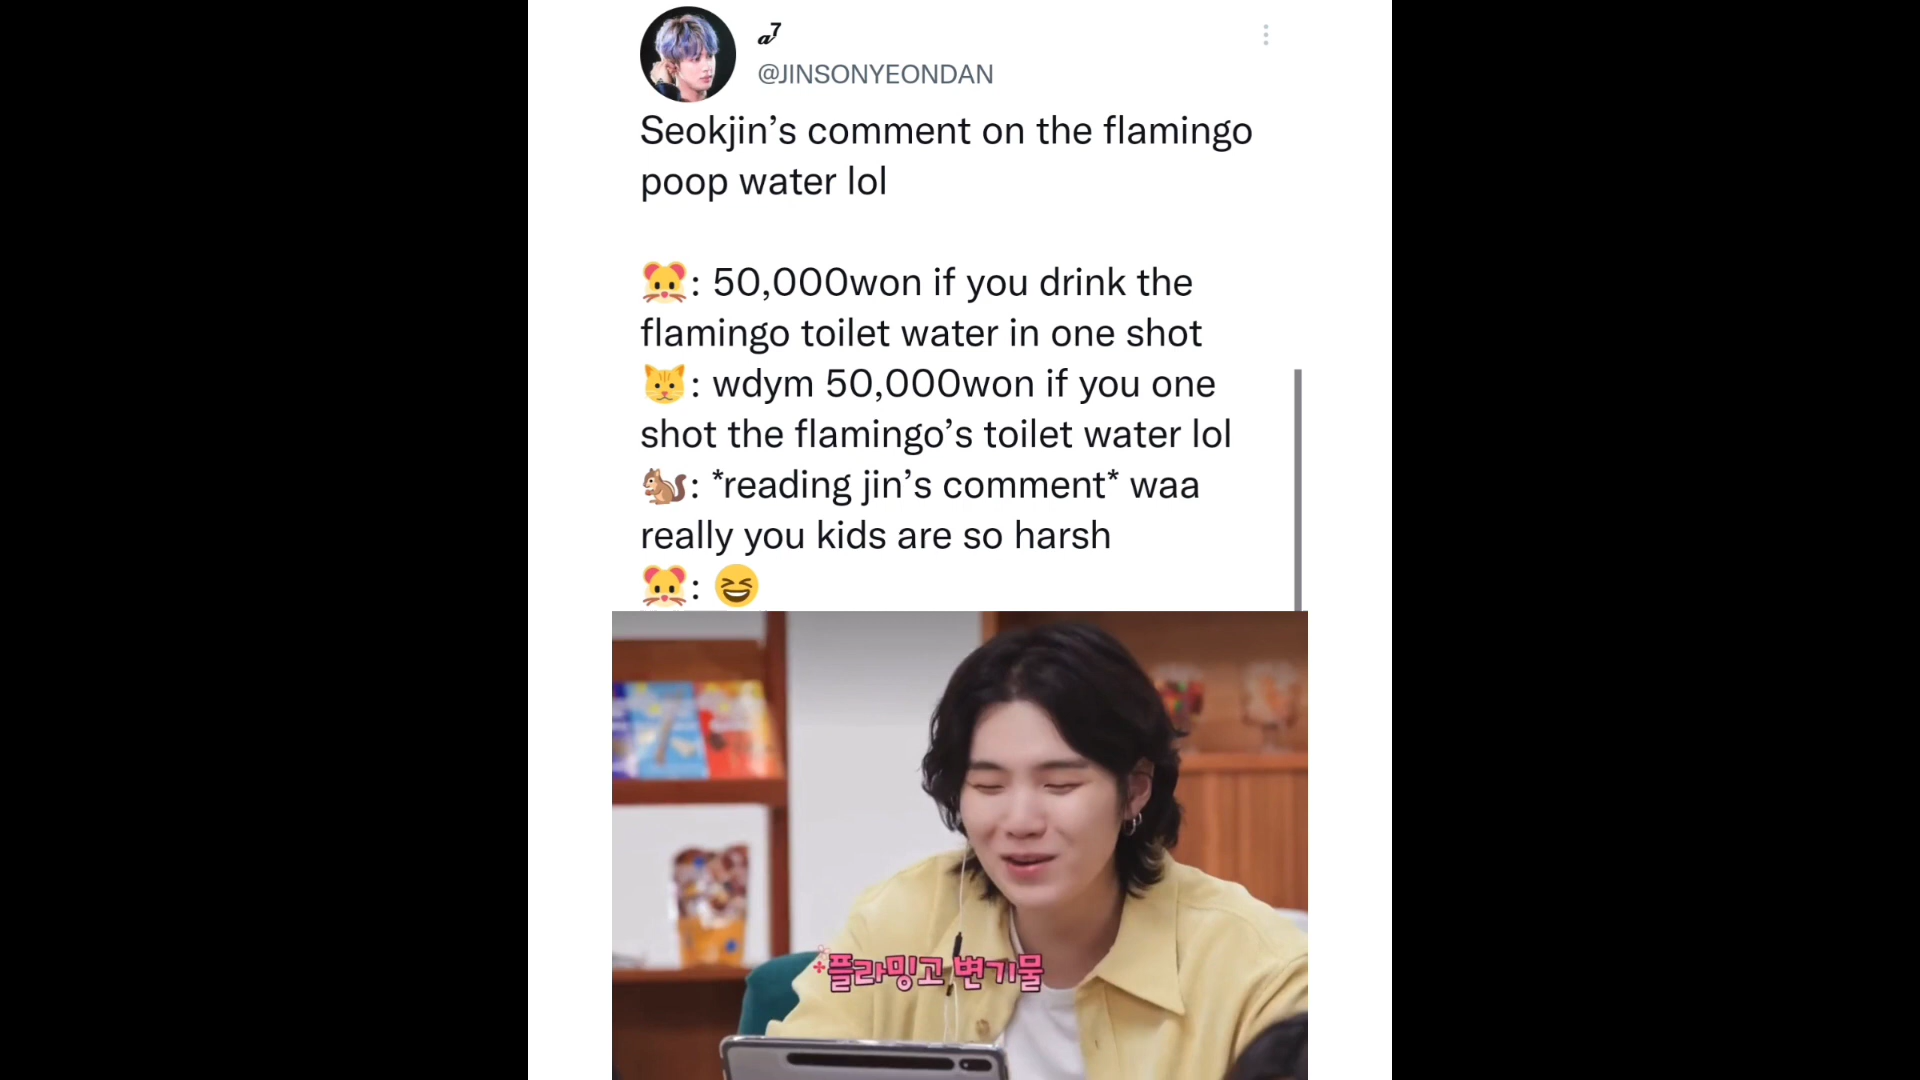 a⁷
@JINSONYEONDAN
Seokjin’s comment on the flamingo
poop water lol
🐹: 50,000won if you drink the
flamingo toilet water in one shot
🐱: wdym 50,000won if you one
shot the flamingo’s toilet water lol
🐿️: *reading jin’s comment* waa
really you kids are so harsh
🐹: 😆
플라밍고 변기물